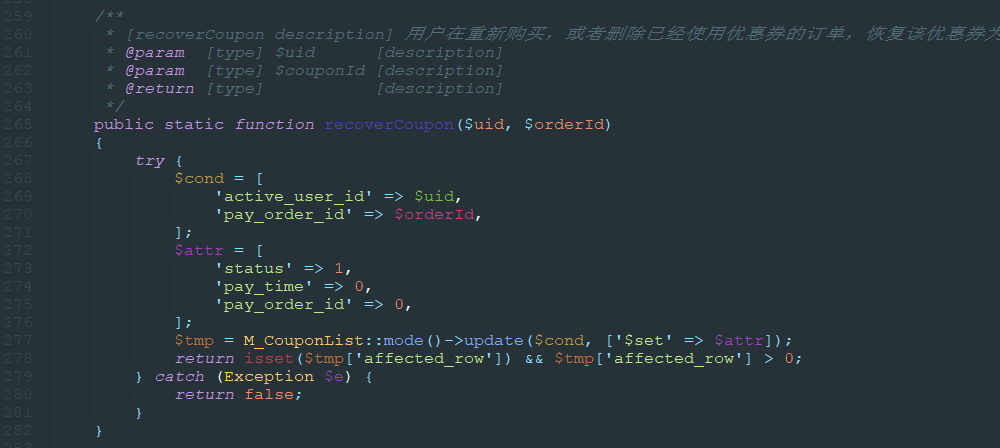 259 /**
260 * [recoverCoupon description] 用户在重新购买，或者删除已经使用优惠券的订单，恢复该优惠券为
261 * @param [type] $uid [description]
262 * @param [type] $couponId [description]
263 * @return [type] [description]
264 */
265 public static function recoverCoupon($uid, $orderId)
266 {
267 try {
268 $cond = [
269 'active_user_id' => $uid,
270 'pay_order_id' => $orderId,
271 ];
272 $attr = [
273 'status' => 1,
274 'pay_time' => 0,
275 'pay_order_id' => 0,
276 ];
277 $tmp = M_CouponList::mode()->update($cond, ['$set' => $attr]);
278 return isset($tmp['affected_row']) && $tmp['affected_row'] > 0;
279 } catch (Exception $e) {
280 return false;
281 }
282 }